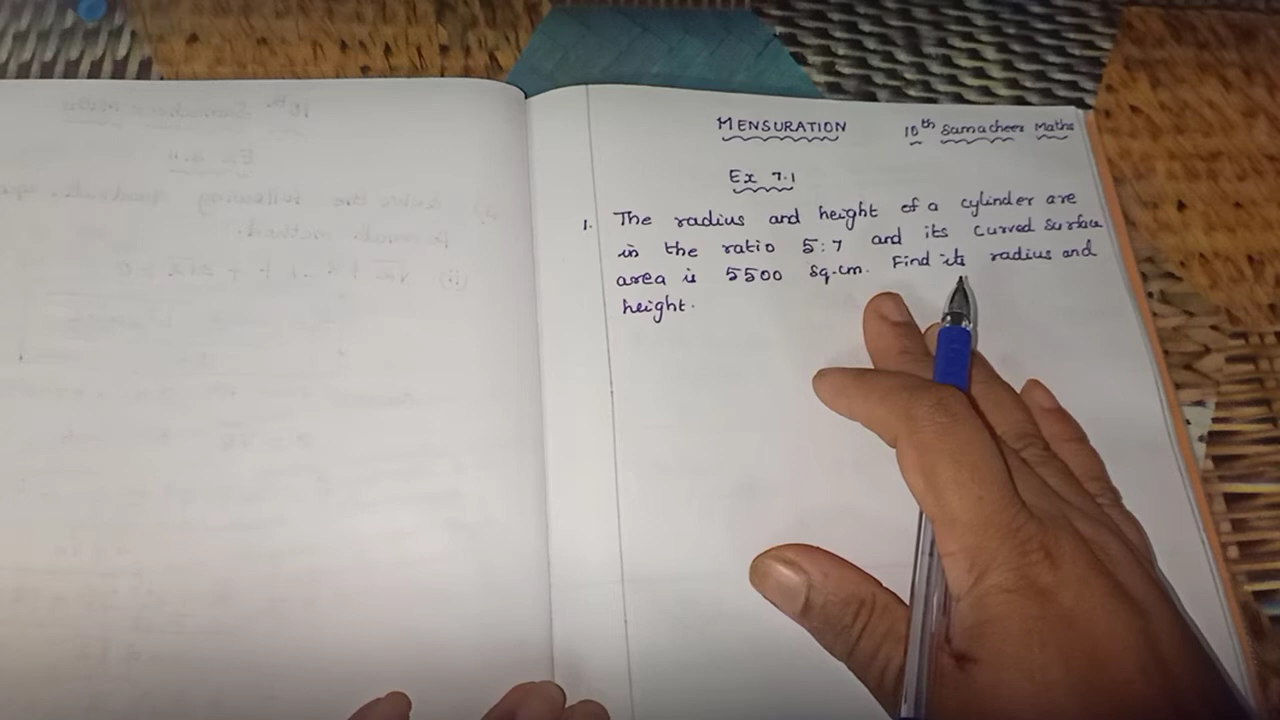 MENSURATION
10th Samacheer Maths
Ex 7.1
1. The radius and height of a cylinder are
in the ratio 5:7 and its curved surface
area is 5500 sq.cm. Find its radius and
height.